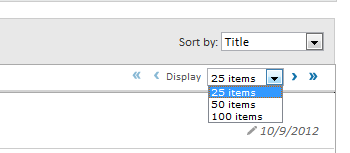 Sort by: Title
« ‹ Display 25 items › »
25 items
50 items
100 items
10/9/2012